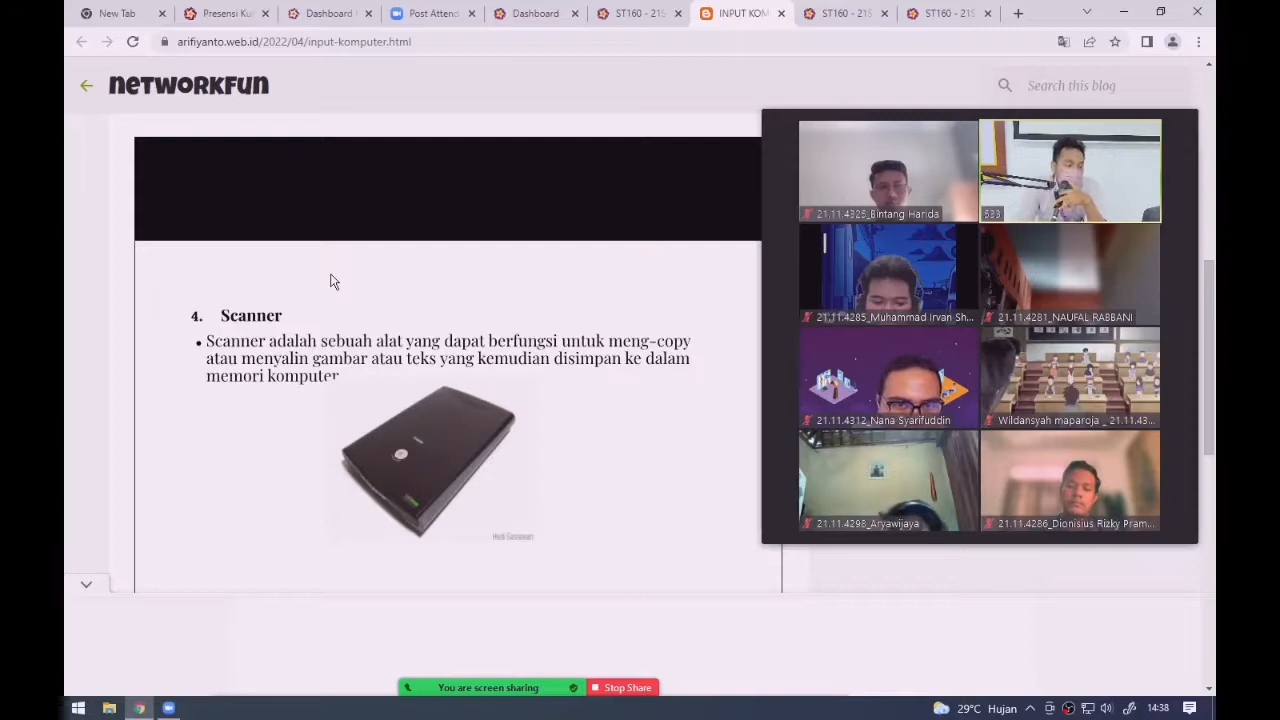 New Tab
Presensi Ku
Dashboard
Post Attend
Dashboard
ST160 - 21S
INPUT KOM
ST160 - 21S
ST160 - 21S
arifiyanto.web.id/2022/04/input-komputer.html
NETWORKFUN
Search this blog
4. Scanner
• Scanner adalah sebuah alat yang dapat berfungsi untuk meng-copy
atau menyalin gambar atau teks yang kemudian disimpan ke dalam
memori komputer
21.11.4325_Bintang Harida
21.11.4285_Muhammad Irvan Sh...
21.11.4281_NAUFAL RABBANI
21.11.4312_Nana Syarifuddin
Wildansyah maparoja _ 21.11.43...
21.11.4298_Aryawijaya
21.11.4286_Dionisius Rizky Pram...
You are screen sharing
Stop Share
29°C Hujan
14:38